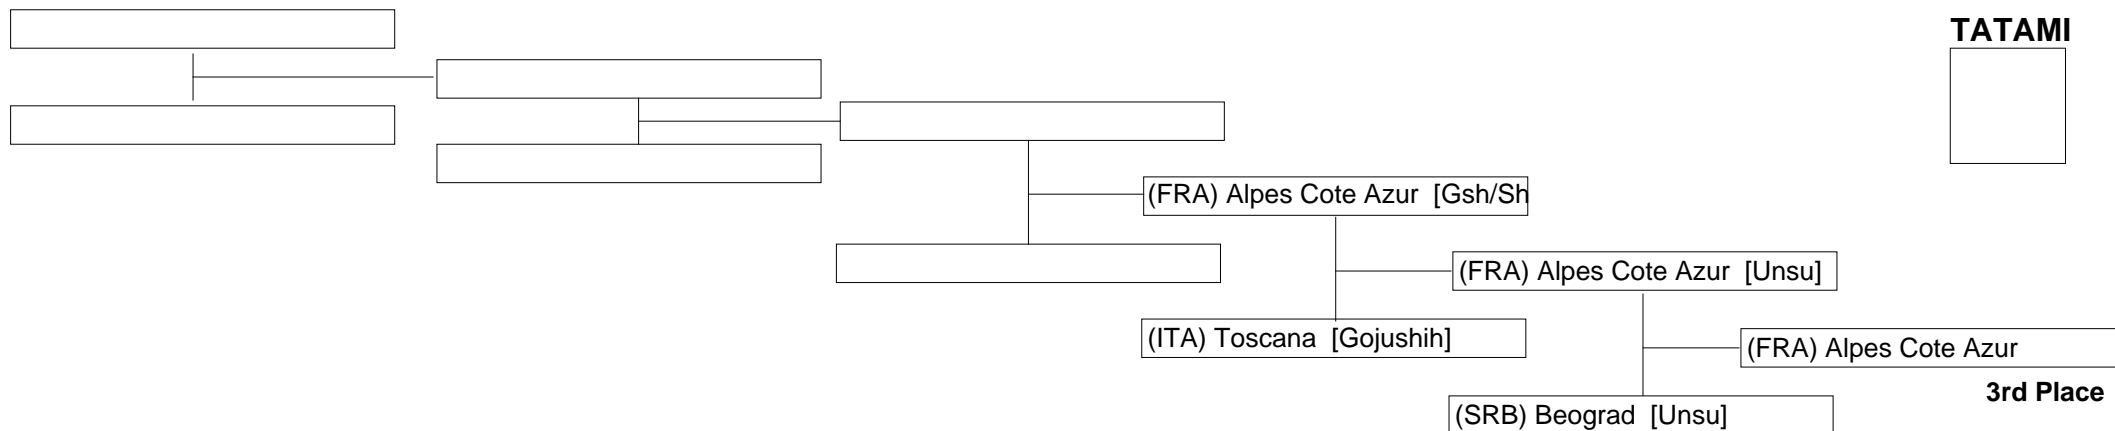 TATAMI
(FRA) Alpes Cote Azur [Gsh/Sh
(FRA) Alpes Cote Azur [Unsu]
(ITA) Toscana [Gojushih]
(FRA) Alpes Cote Azur
3rd Place
(SRB) Beograd [Unsu]